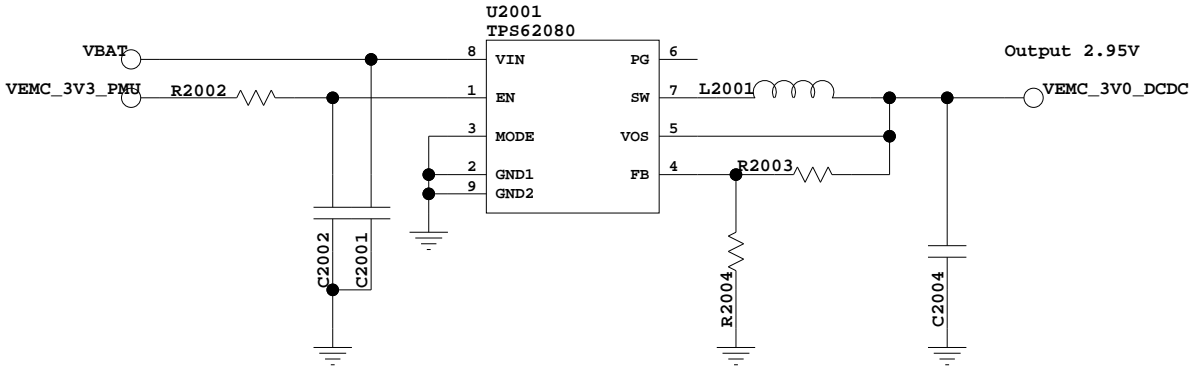 U2001
TPS62080
VBAT
8
VIN
PG
6
Output 2.95V
VEMC_3V3_PMU
R2002
1
EN
SW
7
L2001
VEMC_3V0_DCDC
3
MODE
VOS
5
2
GND1
FB
4
R2003
9
GND2
C2002
C2001
R2004
C2004